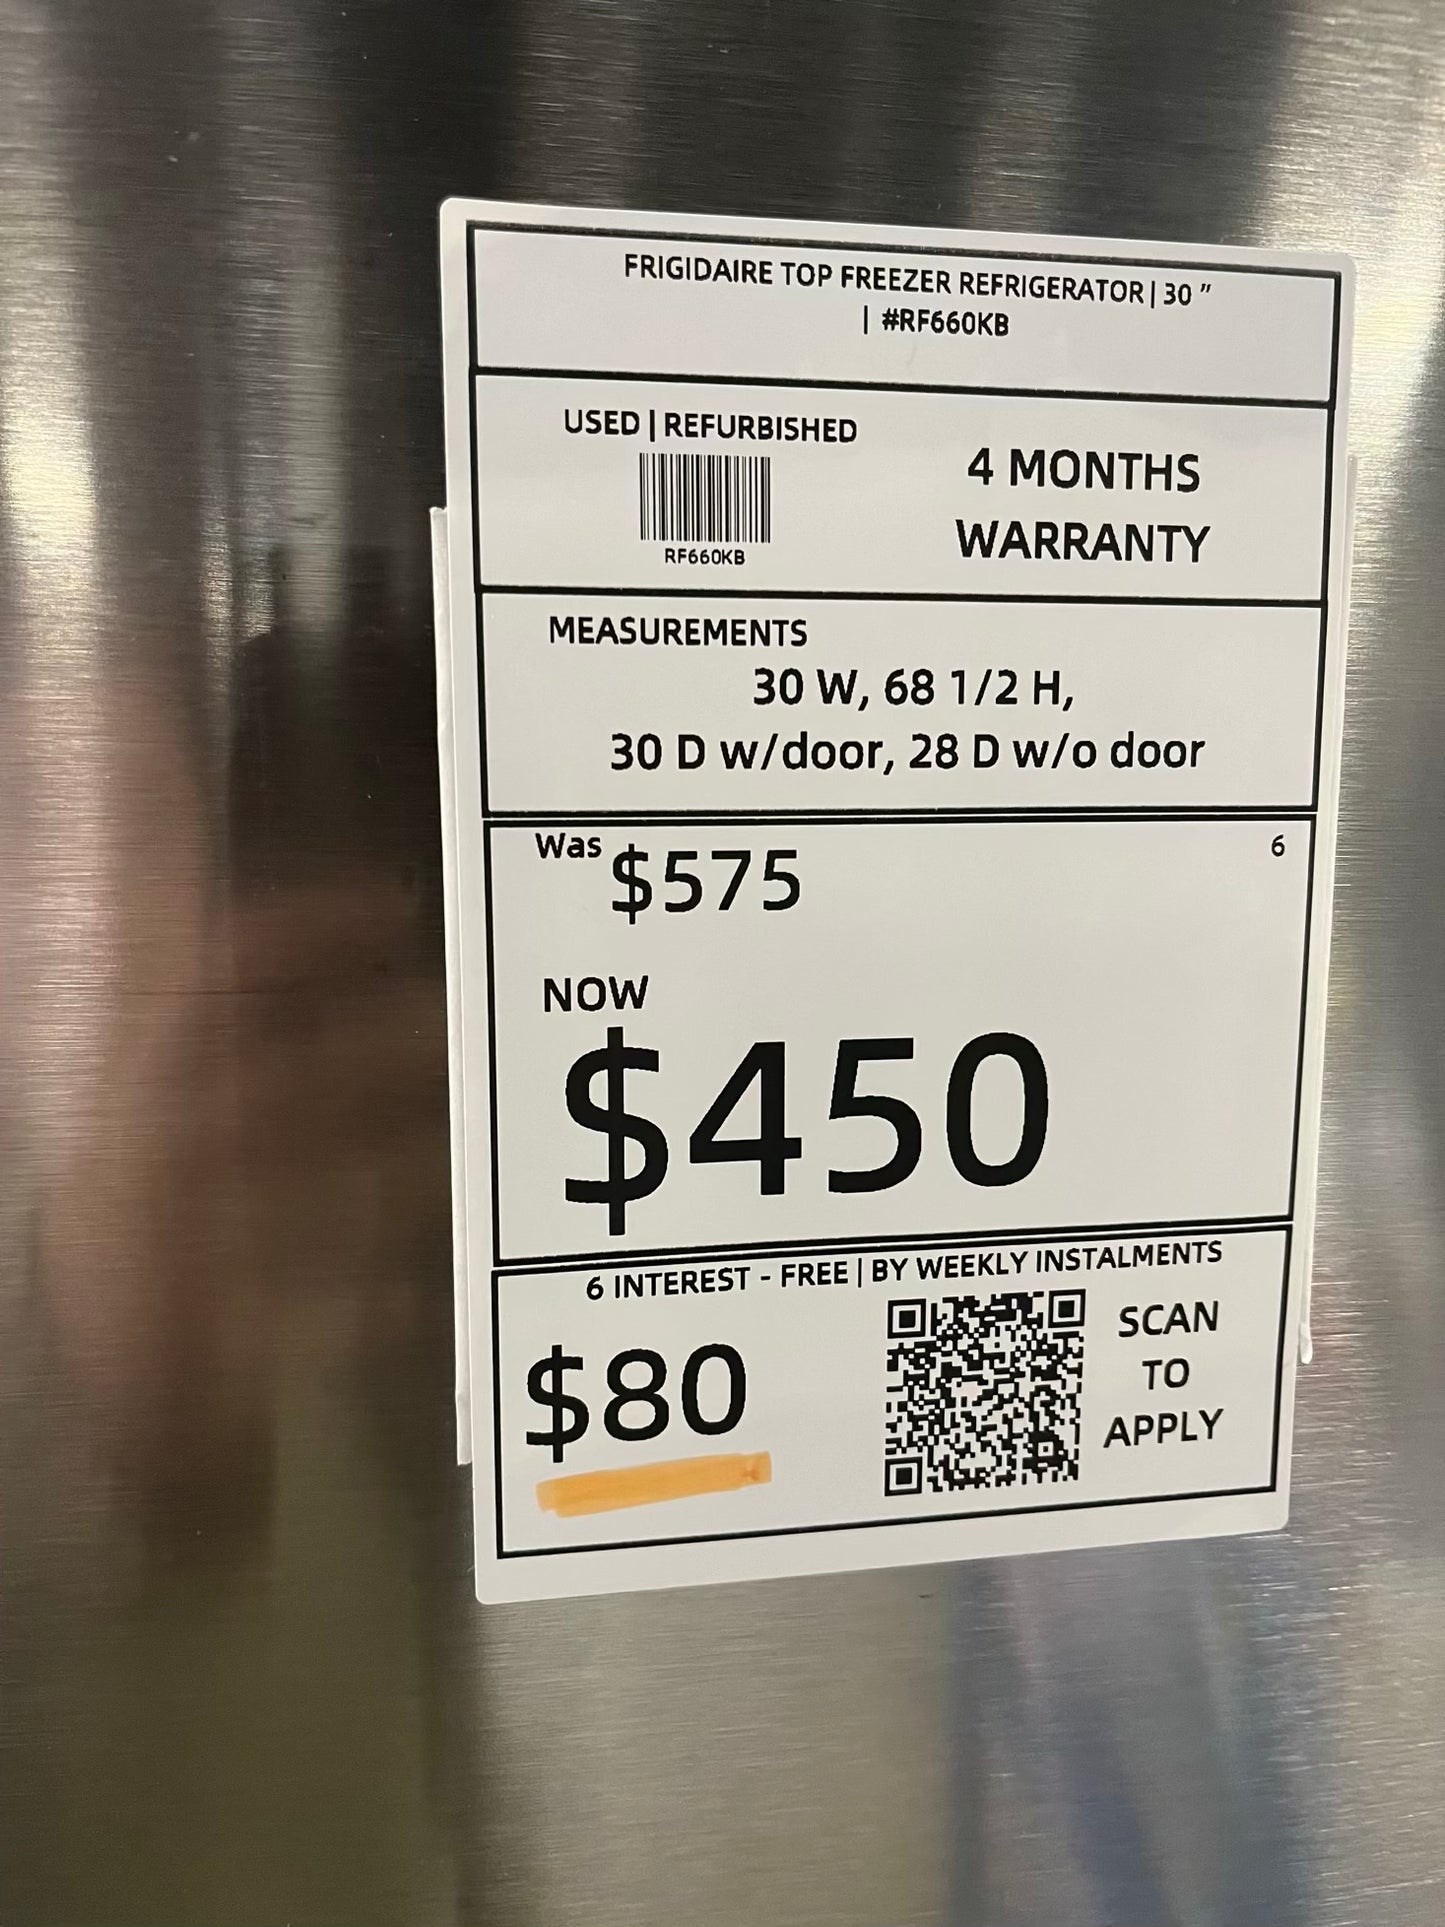 FRIGIDAIRE TOP FREEZER REFRIGERATOR | 30 "
| #RF660KB
USED | REFURBISHED
RF660KB
4 MONTHS
WARRANTY
MEASUREMENTS
30 W, 68 1/2 H,
30 D w/door, 28 D w/o door
Was $575
6
NOW
$450
6 INTEREST - FREE | BY WEEKLY INSTALMENTS
$80
SCAN
TO
APPLY